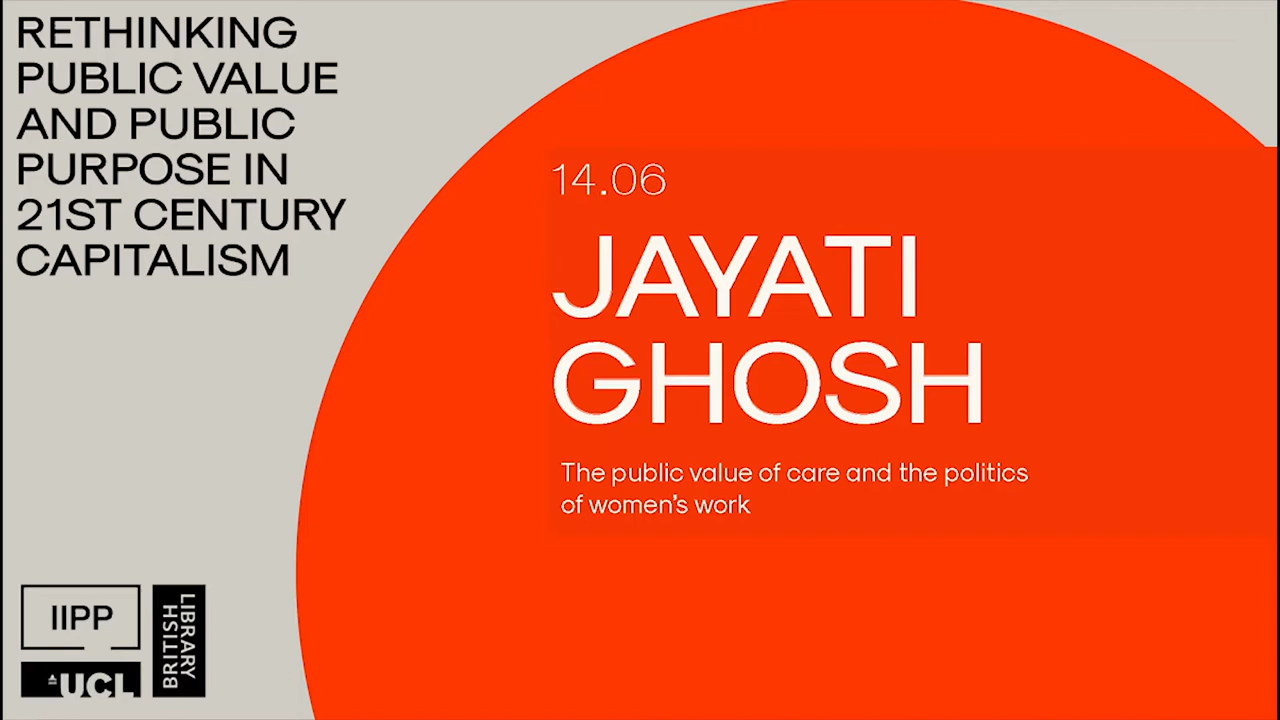 RETHINKING
PUBLIC VALUE
AND PUBLIC
PURPOSE IN
21ST CENTURY
CAPITALISM
14.06
JAYATI
GHOSH
The public value of care and the politics
of women's work
IIPP
UCL
BRITISH
LIBRARY